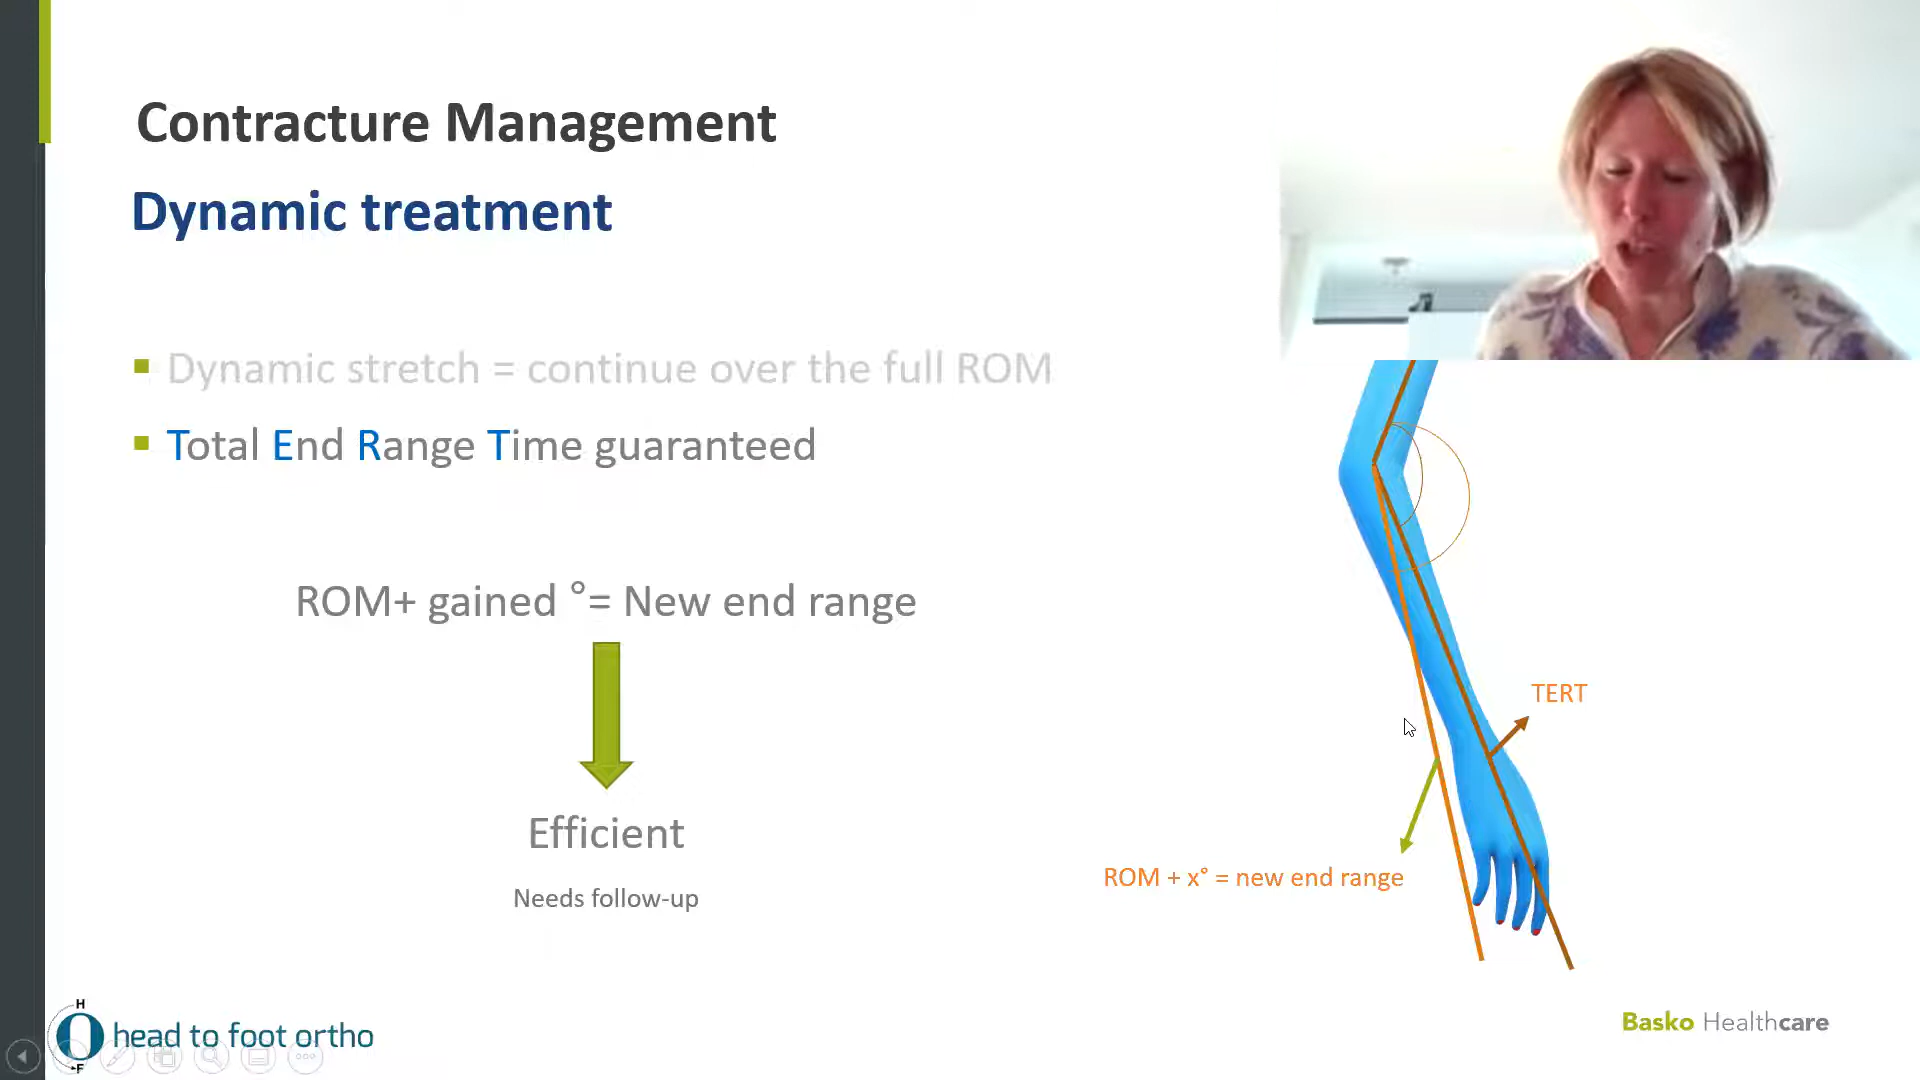 Contracture Management
Dynamic treatment
Dynamic stretch = continue over the full ROM
Total End Range Time guaranteed
ROM+ gained °= New end range
Efficient
Needs follow-up
TERT
ROM + x° = new end range
H
head to foot ortho
F
Basko Healthcare